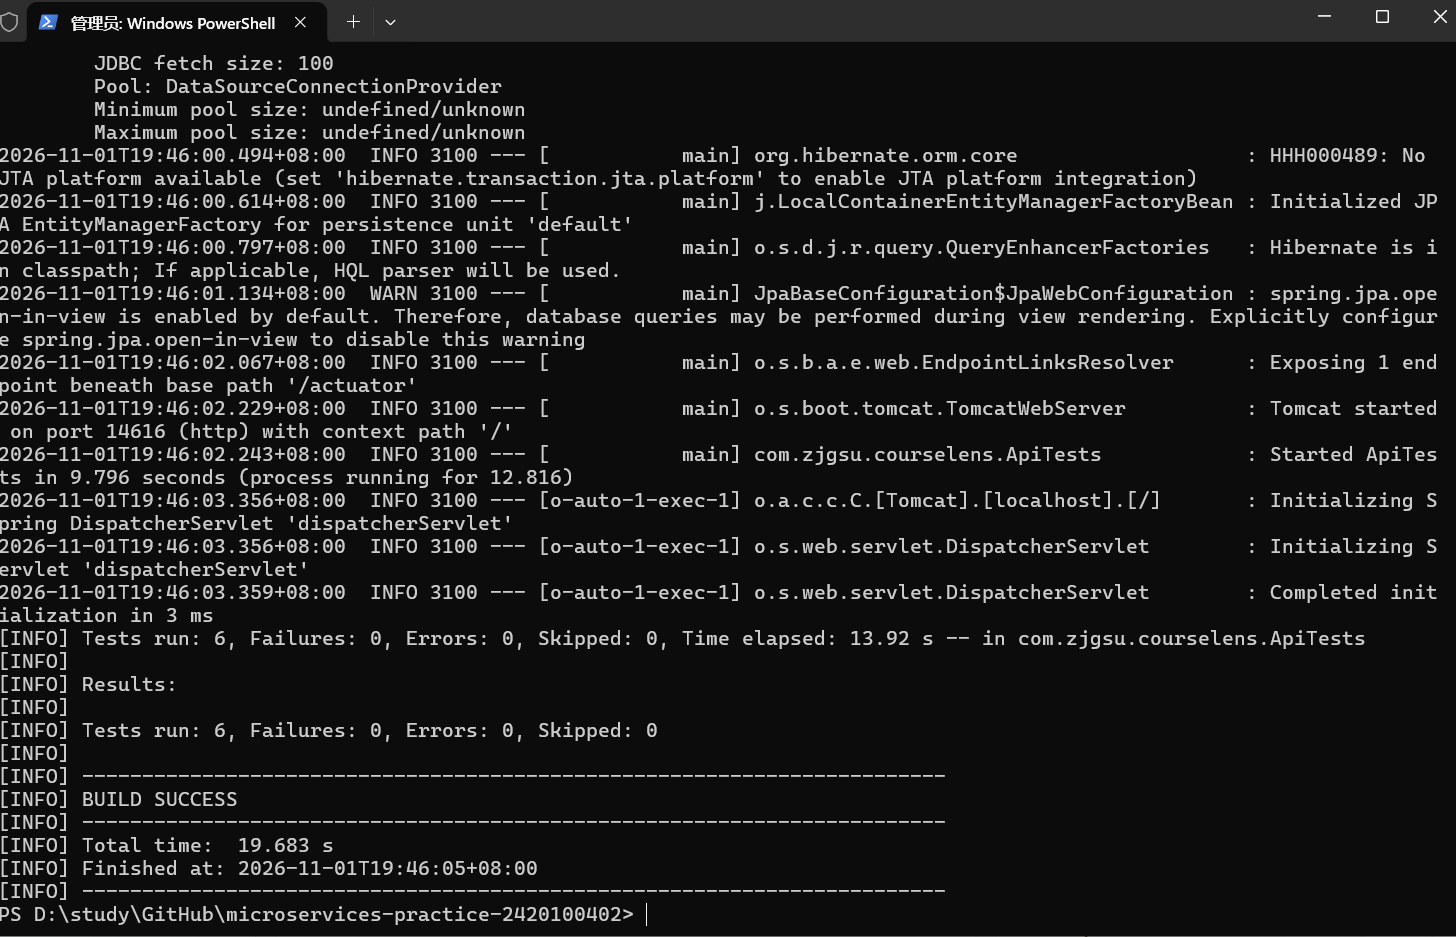 管理员: Windows PowerShell
        JDBC fetch size: 100
        Pool: DataSourceConnectionProvider
        Minimum pool size: undefined/unknown
        Maximum pool size: undefined/unknown
2026-11-01T19:46:00.494+08:00  INFO 3100 --- [           main] org.hibernate.orm.core                   : HHH000489: No
JTA platform available (set 'hibernate.transaction.jta.platform' to enable JTA platform integration)
2026-11-01T19:46:00.614+08:00  INFO 3100 --- [           main] j.LocalContainerEntityManagerFactoryBean : Initialized JP
A EntityManagerFactory for persistence unit 'default'
2026-11-01T19:46:00.797+08:00  INFO 3100 --- [           main] o.s.d.j.r.query.QueryEnhancerFactories   : Hibernate is i
n classpath; If applicable, HQL parser will be used.
2026-11-01T19:46:01.134+08:00  WARN 3100 --- [           main] JpaBaseConfiguration$JpaWebConfiguration : spring.jpa.ope
n-in-view is enabled by default. Therefore, database queries may be performed during view rendering. Explicitly configur
e spring.jpa.open-in-view to disable this warning
2026-11-01T19:46:02.067+08:00  INFO 3100 --- [           main] o.s.b.a.e.web.EndpointLinksResolver      : Exposing 1 end
point beneath base path '/actuator'
2026-11-01T19:46:02.229+08:00  INFO 3100 --- [           main] o.s.boot.tomcat.TomcatWebServer          : Tomcat started
 on port 14616 (http) with context path '/'
2026-11-01T19:46:02.243+08:00  INFO 3100 --- [           main] com.zjgsu.courselens.ApiTests            : Started ApiTes
ts in 9.796 seconds (process running for 12.816)
2026-11-01T19:46:03.356+08:00  INFO 3100 --- [o-auto-1-exec-1] o.a.c.c.C.[Tomcat].[localhost].[/]       : Initializing S
pring DispatcherServlet 'dispatcherServlet'
2026-11-01T19:46:03.356+08:00  INFO 3100 --- [o-auto-1-exec-1] o.s.web.servlet.DispatcherServlet        : Initializing S
ervlet 'dispatcherServlet'
2026-11-01T19:46:03.359+08:00  INFO 3100 --- [o-auto-1-exec-1] o.s.web.servlet.DispatcherServlet        : Completed init
ialization in 3 ms
[INFO] Tests run: 6, Failures: 0, Errors: 0, Skipped: 0, Time elapsed: 13.92 s -- in com.zjgsu.courselens.ApiTests
[INFO]
[INFO] Results:
[INFO]
[INFO] Tests run: 6, Failures: 0, Errors: 0, Skipped: 0
[INFO]
[INFO] ------------------------------------------------------------------------
[INFO] BUILD SUCCESS
[INFO] ------------------------------------------------------------------------
[INFO] Total time:  19.683 s
[INFO] Finished at: 2026-11-01T19:46:05+08:00
[INFO] ------------------------------------------------------------------------
PS D:\study\GitHub\microservices-practice-2420100402>